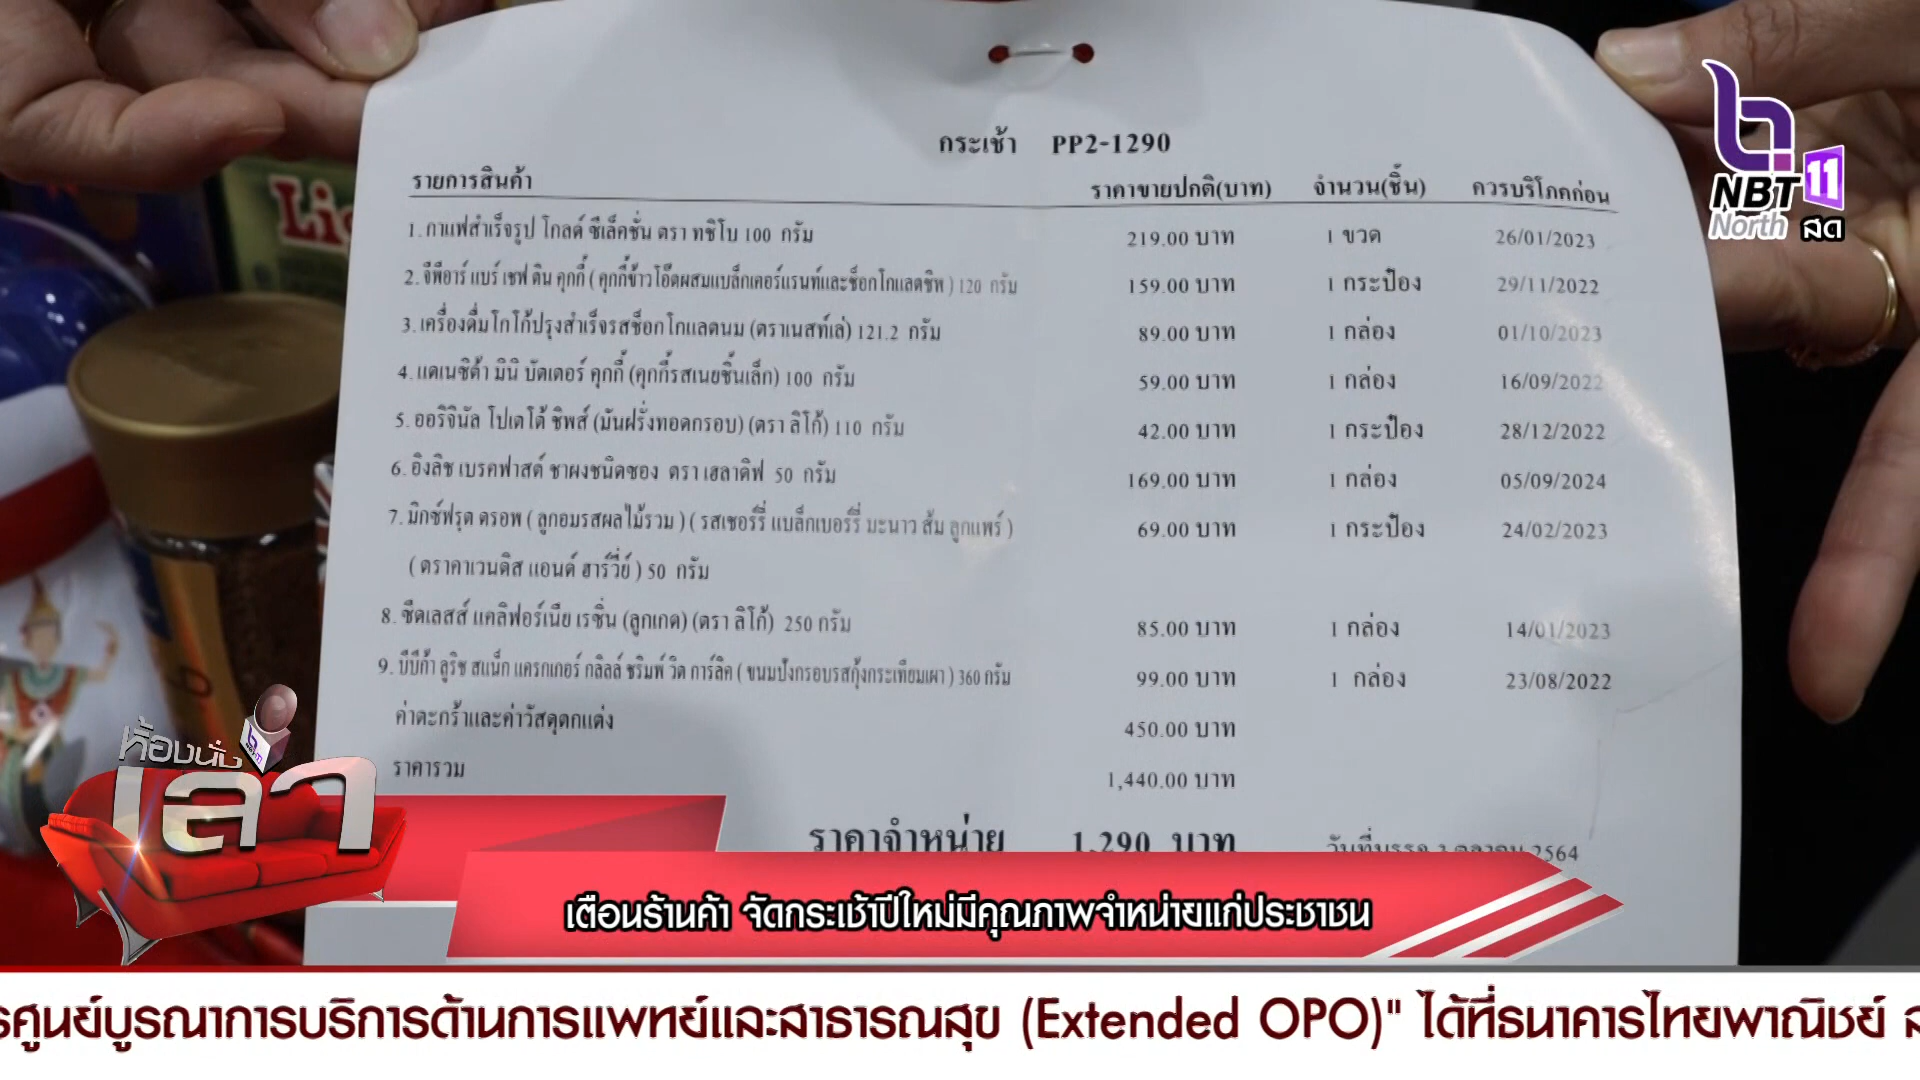 กระเช้า PP2-1290
รายการสินค้า ราคาขายปกติ(บาท) จำนวน(ชิ้น) ควรบริโภคก่อน
1. กาแฟสำเร็จรูป โกลด์ ซีเล็คชั่น ตรา ทชิโบ 100 กรัม 219.00 บาท 1 ขวด 26/01/2023
2. จีพีอาร์ แบร์ เชฟ ติน คุกกี้ ( คุกกี้ข้าวโอ๊ตผสมแบล็กเคอร์แรนท์และช็อกโกแลตชิพ ) 120 กรัม 159.00 บาท 1 กระป๋อง 29/11/2022
3. เครื่องดื่มโกโก้ปรุงสำเร็จรสช็อกโกแลตนม (ตราเนสท์เล่) 121.2 กรัม 89.00 บาท 1 กล่อง 01/10/2023
4. แดเนซิต้า มินิ บัตเตอร์ คุกกี้ (คุกกี้รสเนยชิ้นเล็ก) 100 กรัม 59.00 บาท 1 กล่อง 16/09/2022
5. ออริจินัล โปเตโต้ ชิพส์ (มันฝรั่งทอดกรอบ) (ตรา ลิโก้) 110 กรัม 42.00 บาท 1 กระป๋อง 28/12/2022
6. อิงลิช เบรคฟาสต์ ชาผงชนิดซอง ตรา เฮลาดิฟ 50 กรัม 169.00 บาท 1 กล่อง 05/09/2024
7. มิกซ์ฟรุต ดรอพ ( ลูกอมรสผลไม้รวม ) ( รสเชอร์รี่ แบล็กเบอร์รี่ มะนาว ส้ม ลูกแพร์ ) 69.00 บาท 1 กระป๋อง 24/02/2023
( ตราคาเวนดิส แอนด์ ฮาร์วี่ย์ ) 50 กรัม
8. ซีดเลสส์ แคลิฟอร์เนีย เรซิ่น (ลูกเกด) (ตรา ลิโก้) 250 กรัม 85.00 บาท 1 กล่อง 14/01/2023
9. บีบีก้า ลูริช สแน็ก แครกเกอร์ กลิลล์ ชริมพ์ วิด การ์ลิค ( ขนมปังกรอบรสกุ้งกระเทียมเผา ) 360 กรัม 99.00 บาท 1 กล่อง 23/08/2022
ค่าตะกร้าและค่าวัสดุตกแต่ง 450.00 บาท
ราคารวม 1,440.00 บาท
ราคาจำหน่าย 1,290 บาท วันที่บรรจุ 3 ตุลาคม 2564
NBT 11
North สด
ห้องนั่ง
เล่า
เตือนร้านค้า จัดกระเช้าปีใหม่มีคุณภาพจำหน่ายแก่ประชาชน
รศูนย์บูรณาการบริการด้านการแพทย์และสาธารณสุข (Extended OPO)" ได้ที่ธนาคารไทยพาณิชย์ ส